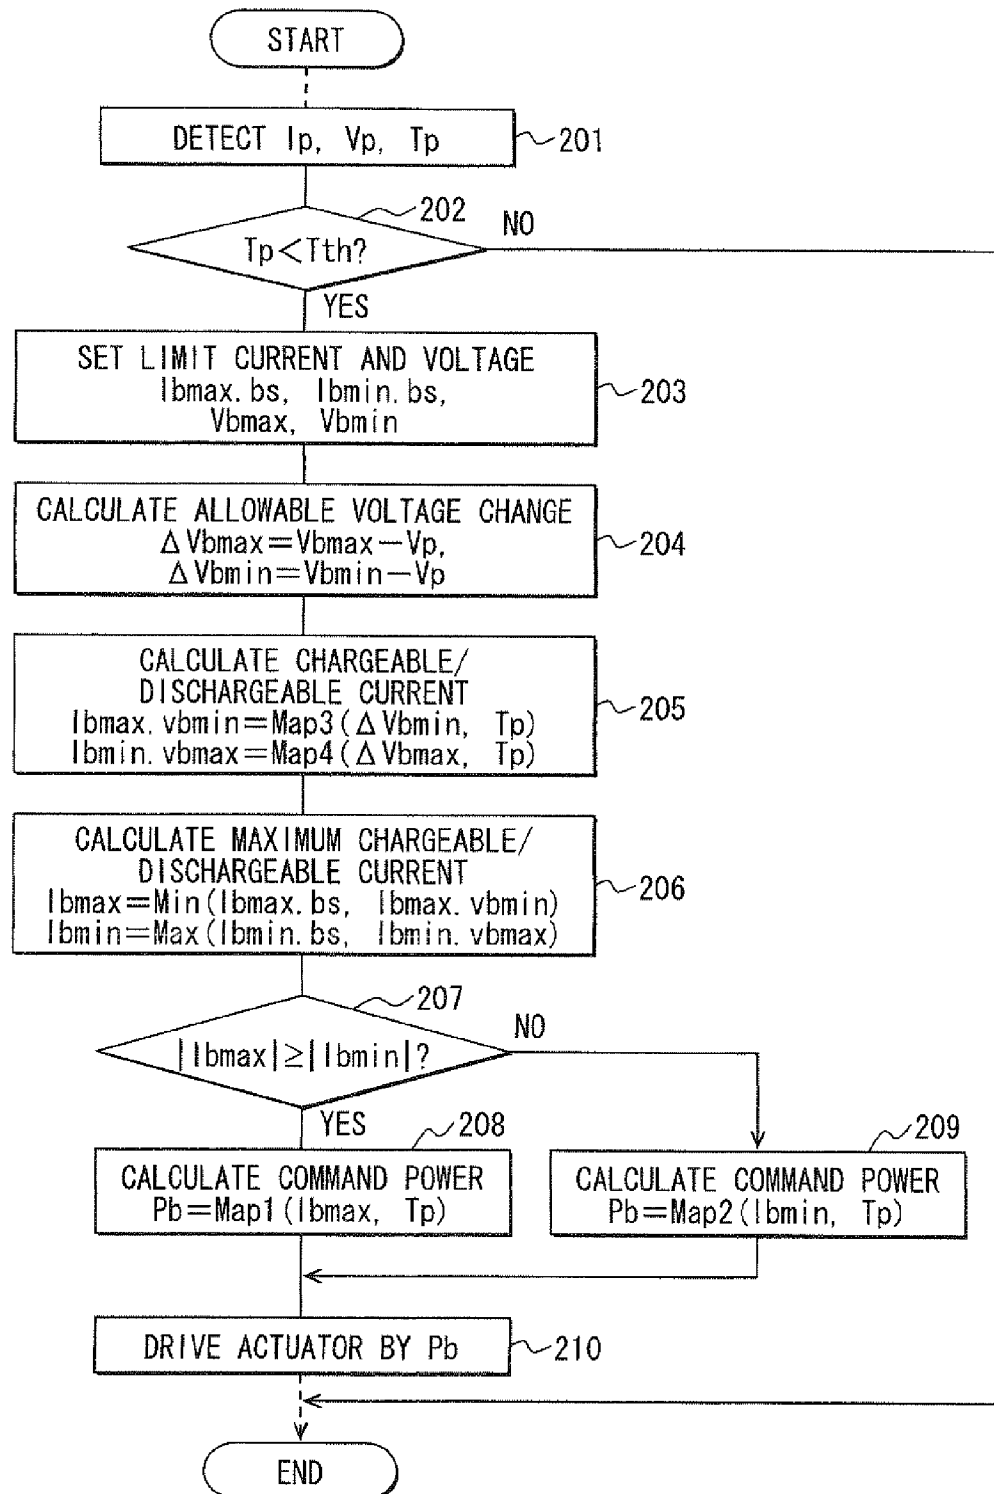 START
DETECT Ip, Vp, Tp
201
202
NO
Tp<Tth?
YES
SET LIMIT CURRENT AND VOLTAGE
Ibmax.bs, Ibmin.bs,
Vbmax, Vbmin
203
CALCULATE ALLOWABLE VOLTAGE CHANGE
ΔVbmax=Vbmax−Vp,
ΔVbmin=Vbmin−Vp
204
CALCULATE CHARGEABLE/
DISCHARGEABLE CURRENT
Ibmax.vbmin=Map3(ΔVbmin, Tp)
Ibmin.vbmax=Map4(ΔVbmax, Tp)
205
CALCULATE MAXIMUM CHARGEABLE/
DISCHARGEABLE CURRENT
Ibmax=Min(Ibmax.bs, Ibmax.vbmin)
Ibmin=Max(Ibmin.bs, Ibmin.vbmax)
206
207
NO
|Ibmax|≥|Ibmin|?
YES
208
CALCULATE COMMAND POWER
Pb=Map1(Ibmax, Tp)
209
CALCULATE COMMAND POWER
Pb=Map2(Ibmin, Tp)
DRIVE ACTUATOR BY Pb
210
END